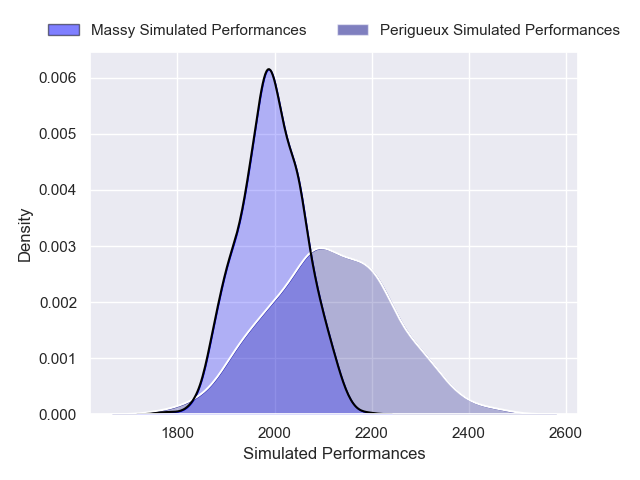 Massy Simulated Performances Perigueux Simulated Performances
0.006
0.005
0.004
0.003
0.002
0.001
0.000
Density
1800 2000 2200 2400 2600
Simulated Performances